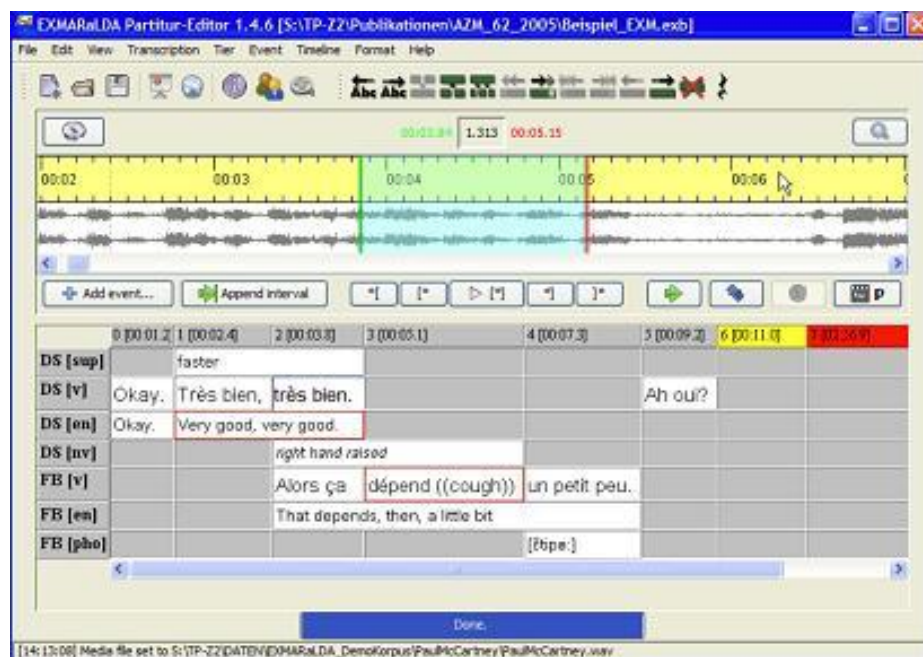 EXMARaLDA Partitur-Editor 1.4.6 [S:\TP-Z2\Publikationen\AZM_62_2005\Beispiel_EXM.exb]
File Edit View Transcription Tier Event Timeline Format Help
Abc Abc
1.313 00:05.15
00:02 00:03 00:04 00:05 00:06
Add event... Append interval *[ [* [*] *] ]* P
0 [00:01.2] 1 [00:02.4] 2 [00:03.8] 3 [00:05.1] 4 [00:07.3] 5 [00:09.2] 6 [00:11.0]
DS [sup] faster
DS [v] Okay. Très bien, très bien. Ah oui?
DS [en] Okay. Very good, very good.
DS [nv] right hand raised
FB [v] Alors ça dépend ((cough)) un petit peu.
FB [en] That depends, then, a little bit
FB [pho]
Done.
[14:13:08] Media file set to S:\TP-Z2\DATEN\EXMARaLDA_DemoKorpus\PaulMcCartney\PaulMcCartney.wav